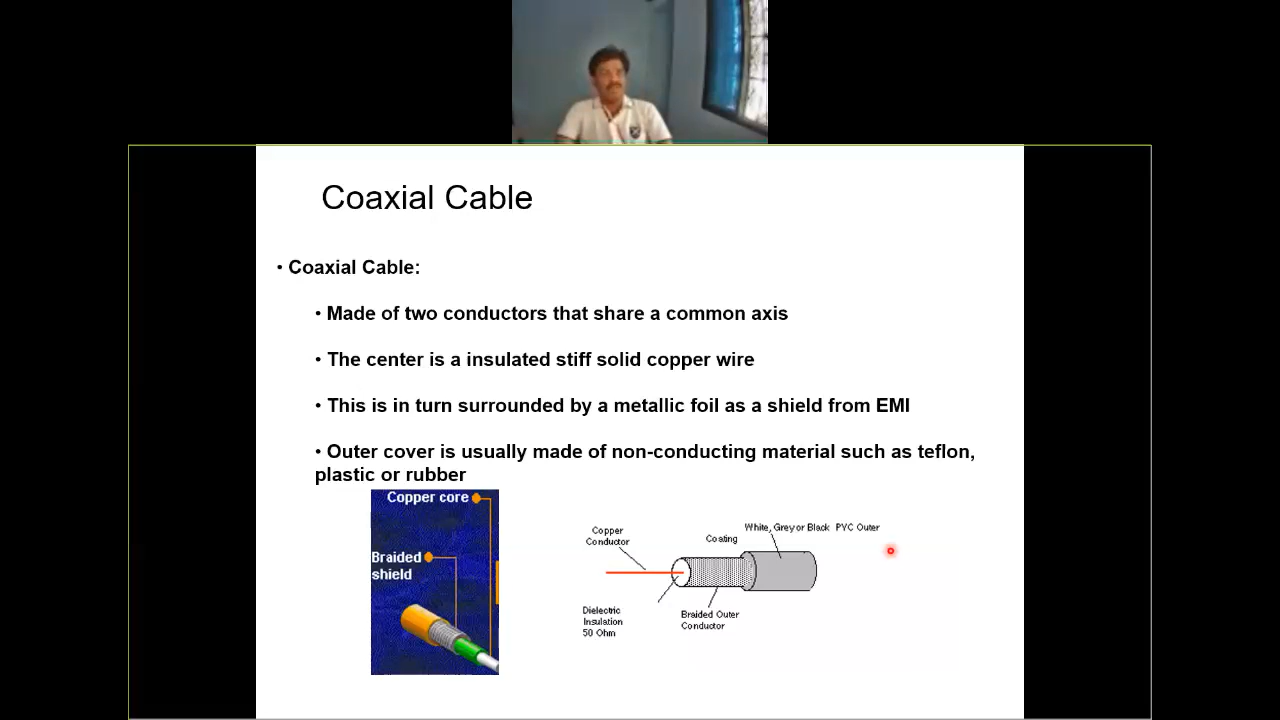 Coaxial Cable
• Coaxial Cable:
• Made of two conductors that share a common axis
• The center is a insulated stiff solid copper wire
• This is in turn surrounded by a metallic foil as a shield from EMI
• Outer cover is usually made of non-conducting material such as teflon,
plastic or rubber
Copper core
Braided
shield
Copper
Conductor
Coating
White, Grey or Black PVC Outer
Dielectric
Insulation
50 Ohm
Braided Outer
Conductor